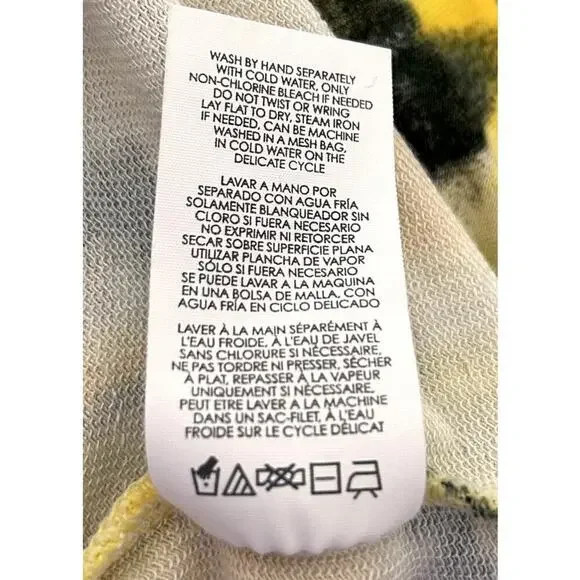 WASH BY HAND SEPARATELY
WITH COLD WATER, ONLY
NON-CHLORINE BLEACH IF NEEDED
DO NOT TWIST OR WRING
LAY FLAT TO DRY, STEAM IRON
IF NEEDED, CAN BE MACHINE
WASHED IN A MESH BAG,
IN COLD WATER ON THE
DELICATE CYCLE
LAVAR A MANO POR
SEPARADO CON AGUA FRÍA
SOLAMENTE BLANQUEADOR SIN
CLORO SI FUERA NECESARIO
NO EXPRIMIR NI RETORCER
SECAR SOBRE SUPERFICIE PLANA
UTILIZAR PLANCHA DE VAPOR
SÓLO SI FUERA NECESARIO
SE PUEDE LAVAR A LA MAQUINA
EN UNA BOLSA DE MALLA, CON
AGUA FRÍA EN CICLO DELICADO
LAVER À LA MAIN SÉPARÉMENT À
L'EAU FROIDE, À L'EAU DE JAVEL
SANS CHLORURE SI NÉCESSAIRE,
NE PAS TORDRE NI PRESSER, SÉCHER
À PLAT, REPASSER À LA VAPEUR
UNIQUEMENT SI NÉCESSAIRE,
PEUT ETRE LAVER A LA MACHINE
DANS UN SAC-FILET, À L'EAU
FROIDE SUR LE CYCLE DÉLICAT